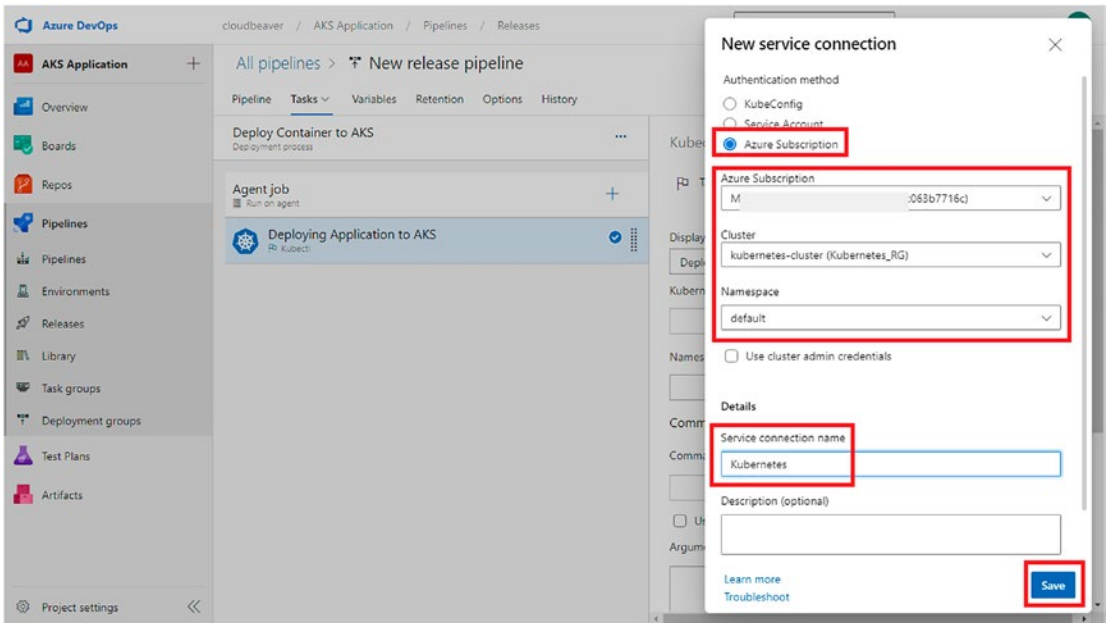 Azure DevOps
cloudbeaver / AKS Application / Pipelines / Releases
AA AKS Application +
Overview
Boards
Repos
Pipelines
Pipelines
Environments
Releases
Library
Task groups
Deployment groups
Test Plans
Artifacts
Project settings
All pipelines > New release pipeline
Pipeline Tasks Variables Retention Options History
Deploy Container to AKS
Deployment process
Agent job
Run on agent
Deploying Application to AKS
Kubectl
New service connection
Authentication method
KubeConfig
Service Account
Azure Subscription
Azure Subscription
M :063b7716c)
Cluster
kubernetes-cluster (Kubernetes_RG)
Namespace
default
Use cluster admin credentials
Details
Service connection name
Kubernetes
Description (optional)
Learn more
Troubleshoot
Save